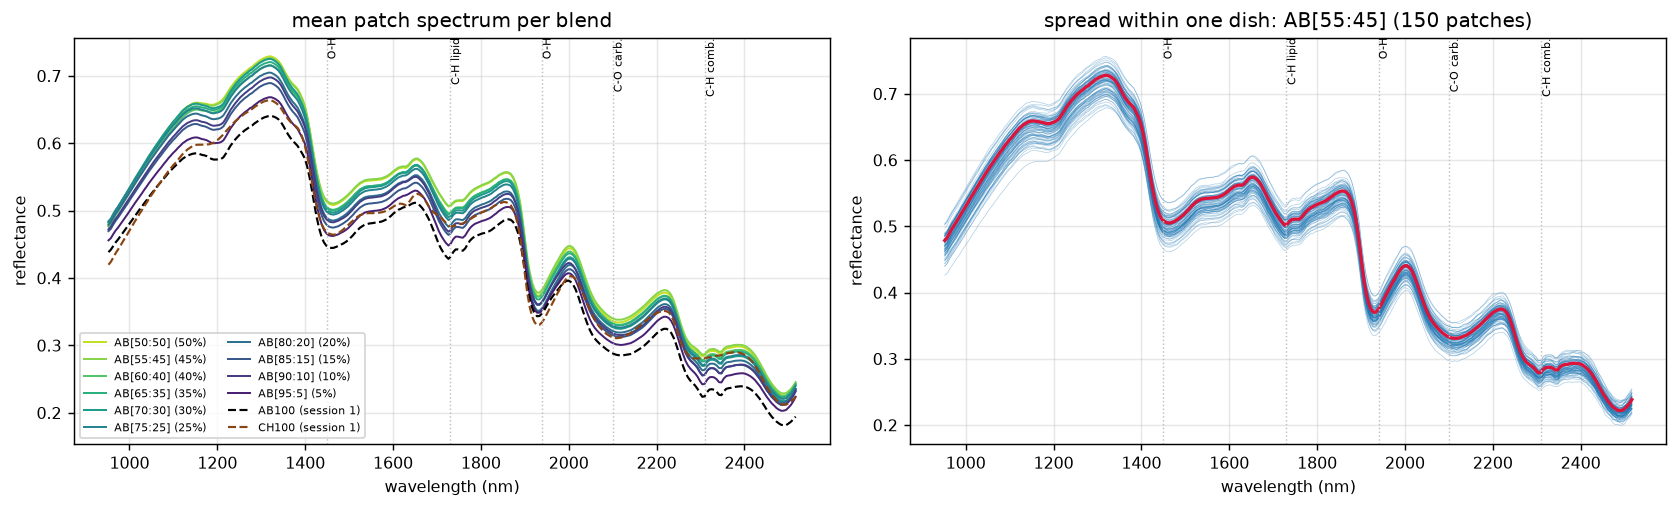 mean patch spectrum per blend
O-H
C-H lipid
O-H
C-O carb.
C-H comb.
0.7
0.6
0.5
0.4
0.3
0.2
reflectance
AB[50:50] (50%)
AB[55:45] (45%)
AB[60:40] (40%)
AB[65:35] (35%)
AB[70:30] (30%)
AB[75:25] (25%)
AB[80:20] (20%)
AB[85:15] (15%)
AB[90:10] (10%)
AB[95:5] (5%)
AB100 (session 1)
CH100 (session 1)
1000 1200 1400 1600 1800 2000 2200 2400
wavelength (nm)
spread within one dish: AB[55:45] (150 patches)
O-H
C-H lipid
O-H
C-O carb.
C-H comb.
0.7
0.6
0.5
0.4
0.3
0.2
reflectance
1000 1200 1400 1600 1800 2000 2200 2400
wavelength (nm)